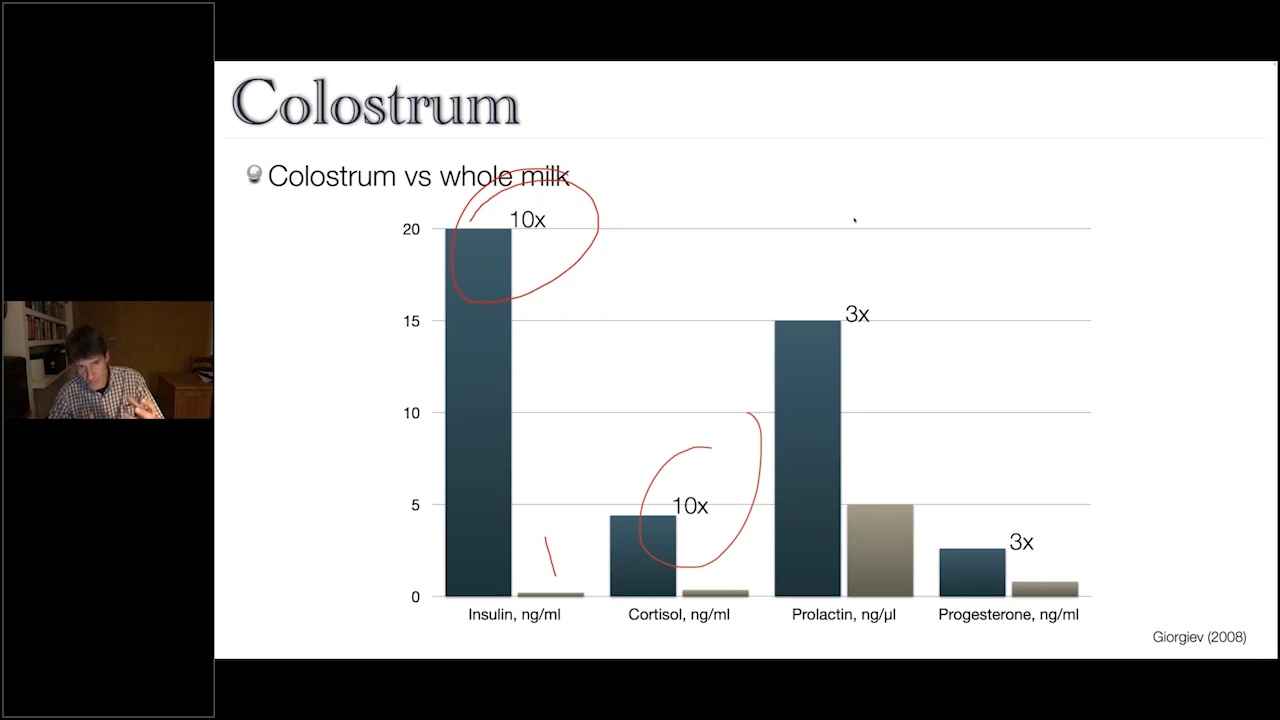 Colostrum
Colostrum vs whole milk
10x
20
15
3x
10
10x
5
3x
0
Insulin, ng/ml
Cortisol, ng/ml
Prolactin, ng/µl
Progesterone, ng/ml
Giorgiev (2008)